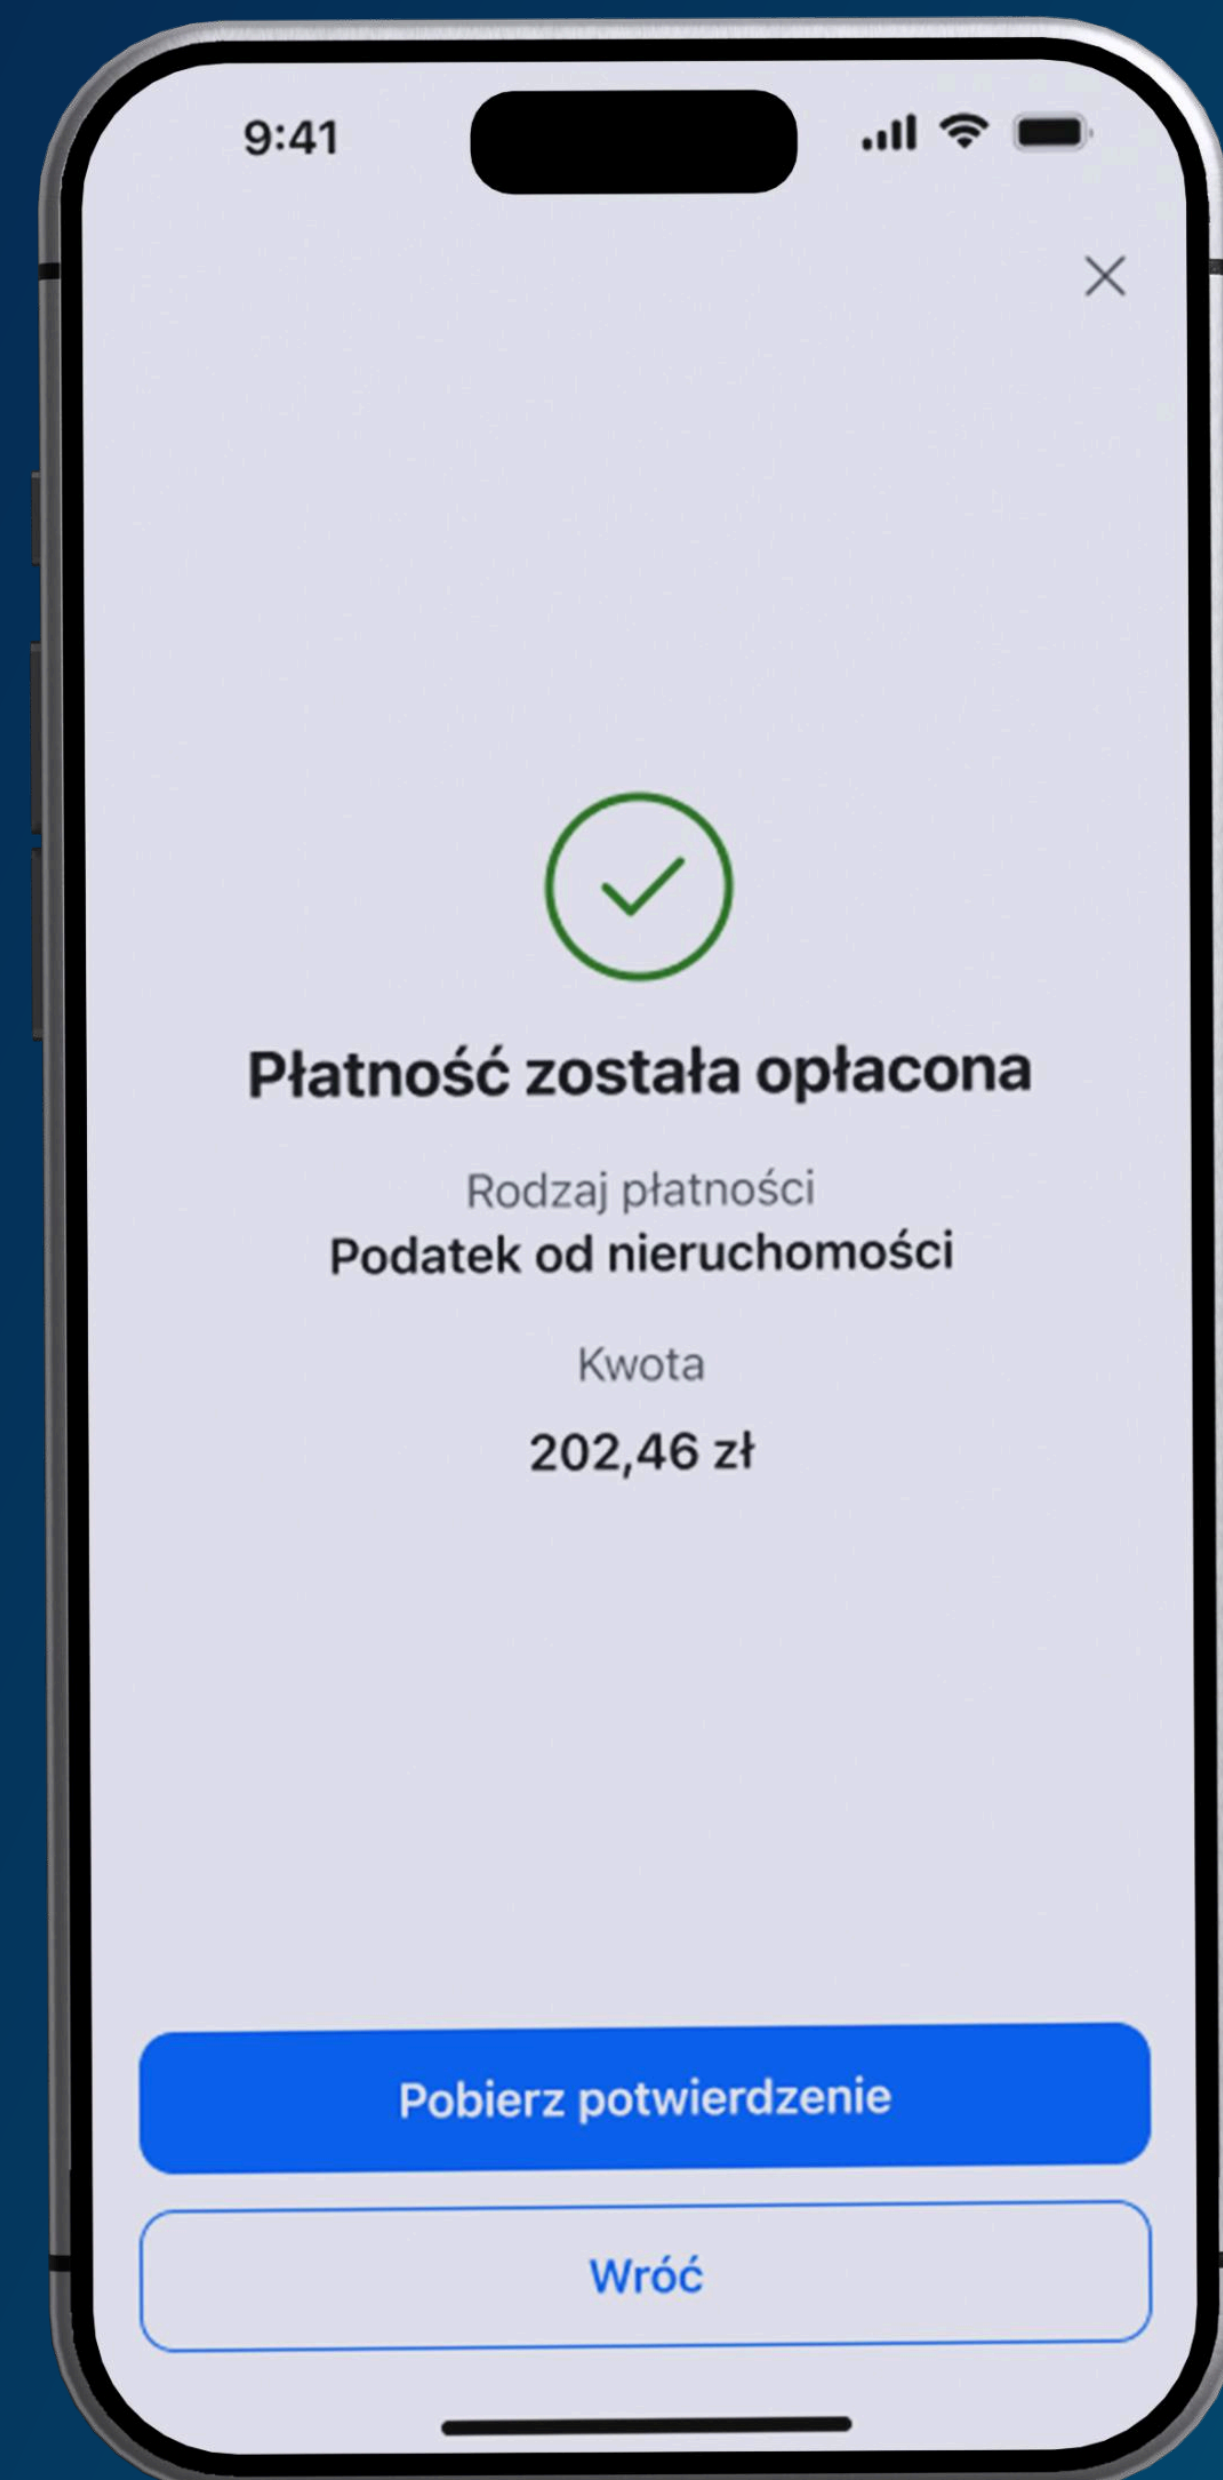 9:41
Płatność została opłacona
Rodzaj płatności
Podatek od nieruchomości
Kwota
202,46 zł
Pobierz potwierdzenie
Wróć